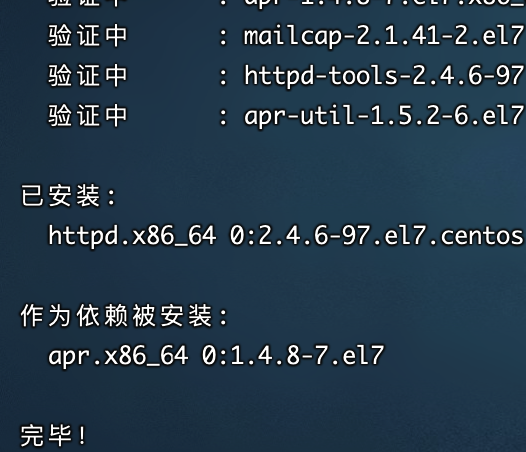 验证中 : apr-1.4.8-7.el7.x86_
验证中 : mailcap-2.1.41-2.el7
验证中 : httpd-tools-2.4.6-97
验证中 : apr-util-1.5.2-6.el7
已安装:
httpd.x86_64 0:2.4.6-97.el7.centos
作为依赖被安装:
apr.x86_64 0:1.4.8-7.el7
完毕!